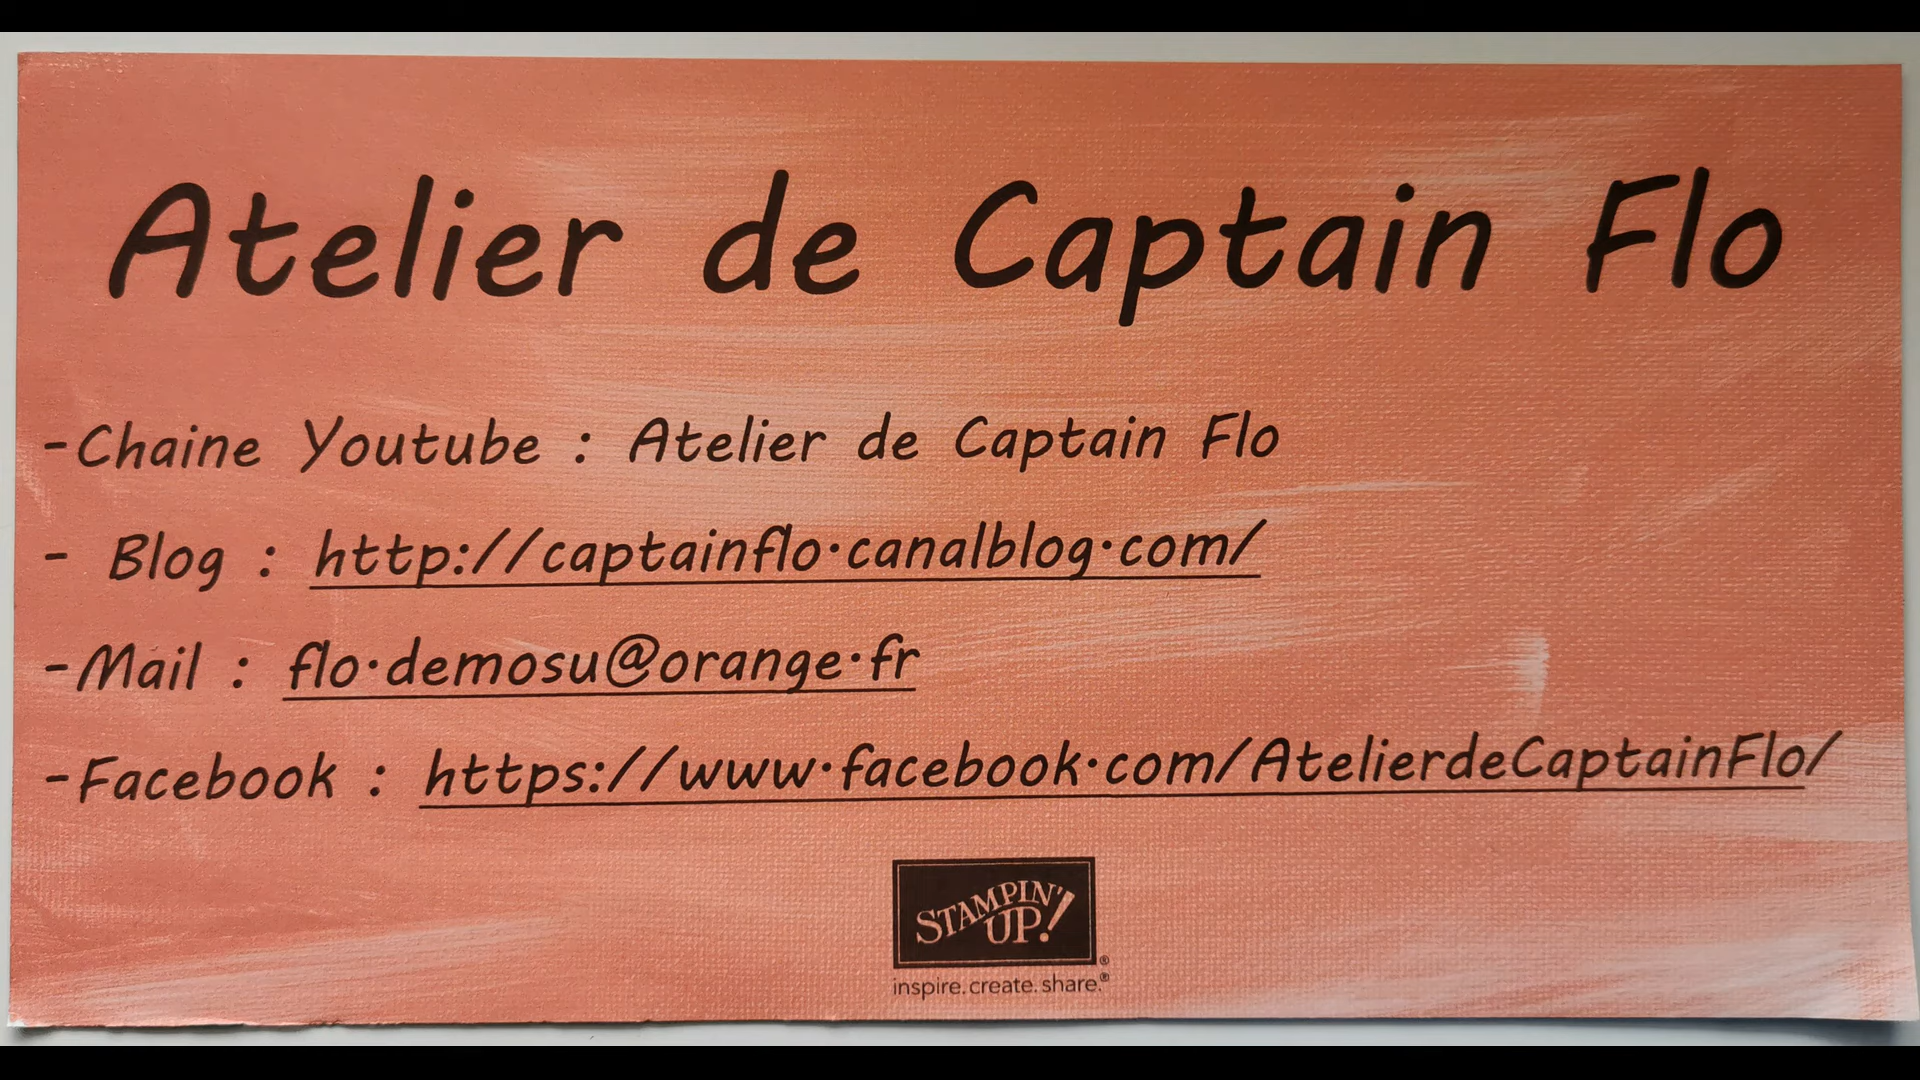 Atelier de Captain Flo
-Chaine Youtube : Atelier de Captain Flo
- Blog : http://captainflo.canalblog.com/
-Mail : flo.demosu@orange.fr
-Facebook : https://www.facebook.com/AtelierdeCaptainFlo/
STAMPIN'
UP!®
inspire.create.share.®